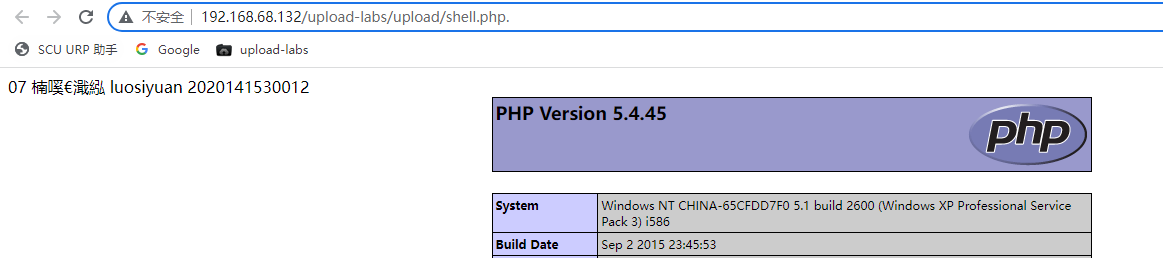 不安全 192.168.68.132/upload-labs/upload/shell.php.
SCU URP 助手 Google upload-labs
07 楠嗘€濈紭 luosiyuan 2020141530012
PHP Version 5.4.45
php
System Windows NT CHINA-65CFDD7F0 5.1 build 2600 (Windows XP Professional Service
Pack 3) i586
Build Date Sep 2 2015 23:45:53